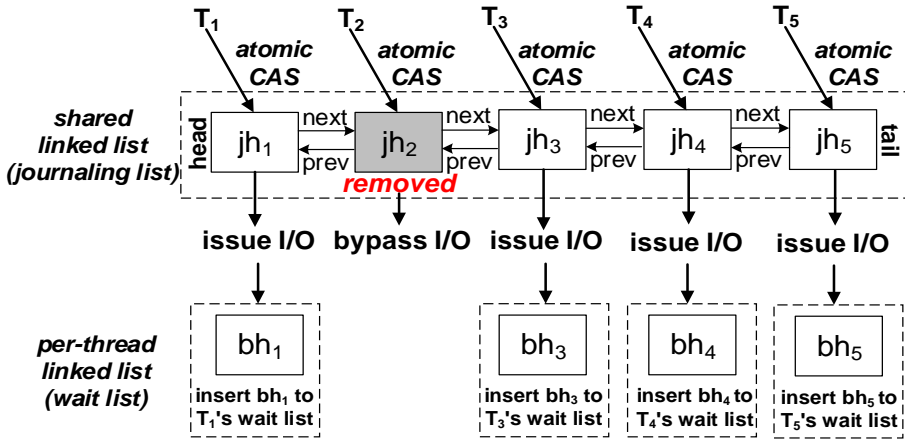 T1 T2 T3 T4 T5
atomic CAS atomic CAS atomic CAS atomic CAS atomic CAS
shared linked list (journaling list)
head jh1 next prev jh2 next prev jh3 next prev jh4 next prev jh5 tail
removed
issue I/O bypass I/O issue I/O issue I/O issue I/O
per-thread linked list (wait list)
bh1 bh3 bh4 bh5
insert bh1 to insert bh3 to insert bh4 to insert bh5 to
T1's wait list T3's wait list T4's wait list T5's wait list